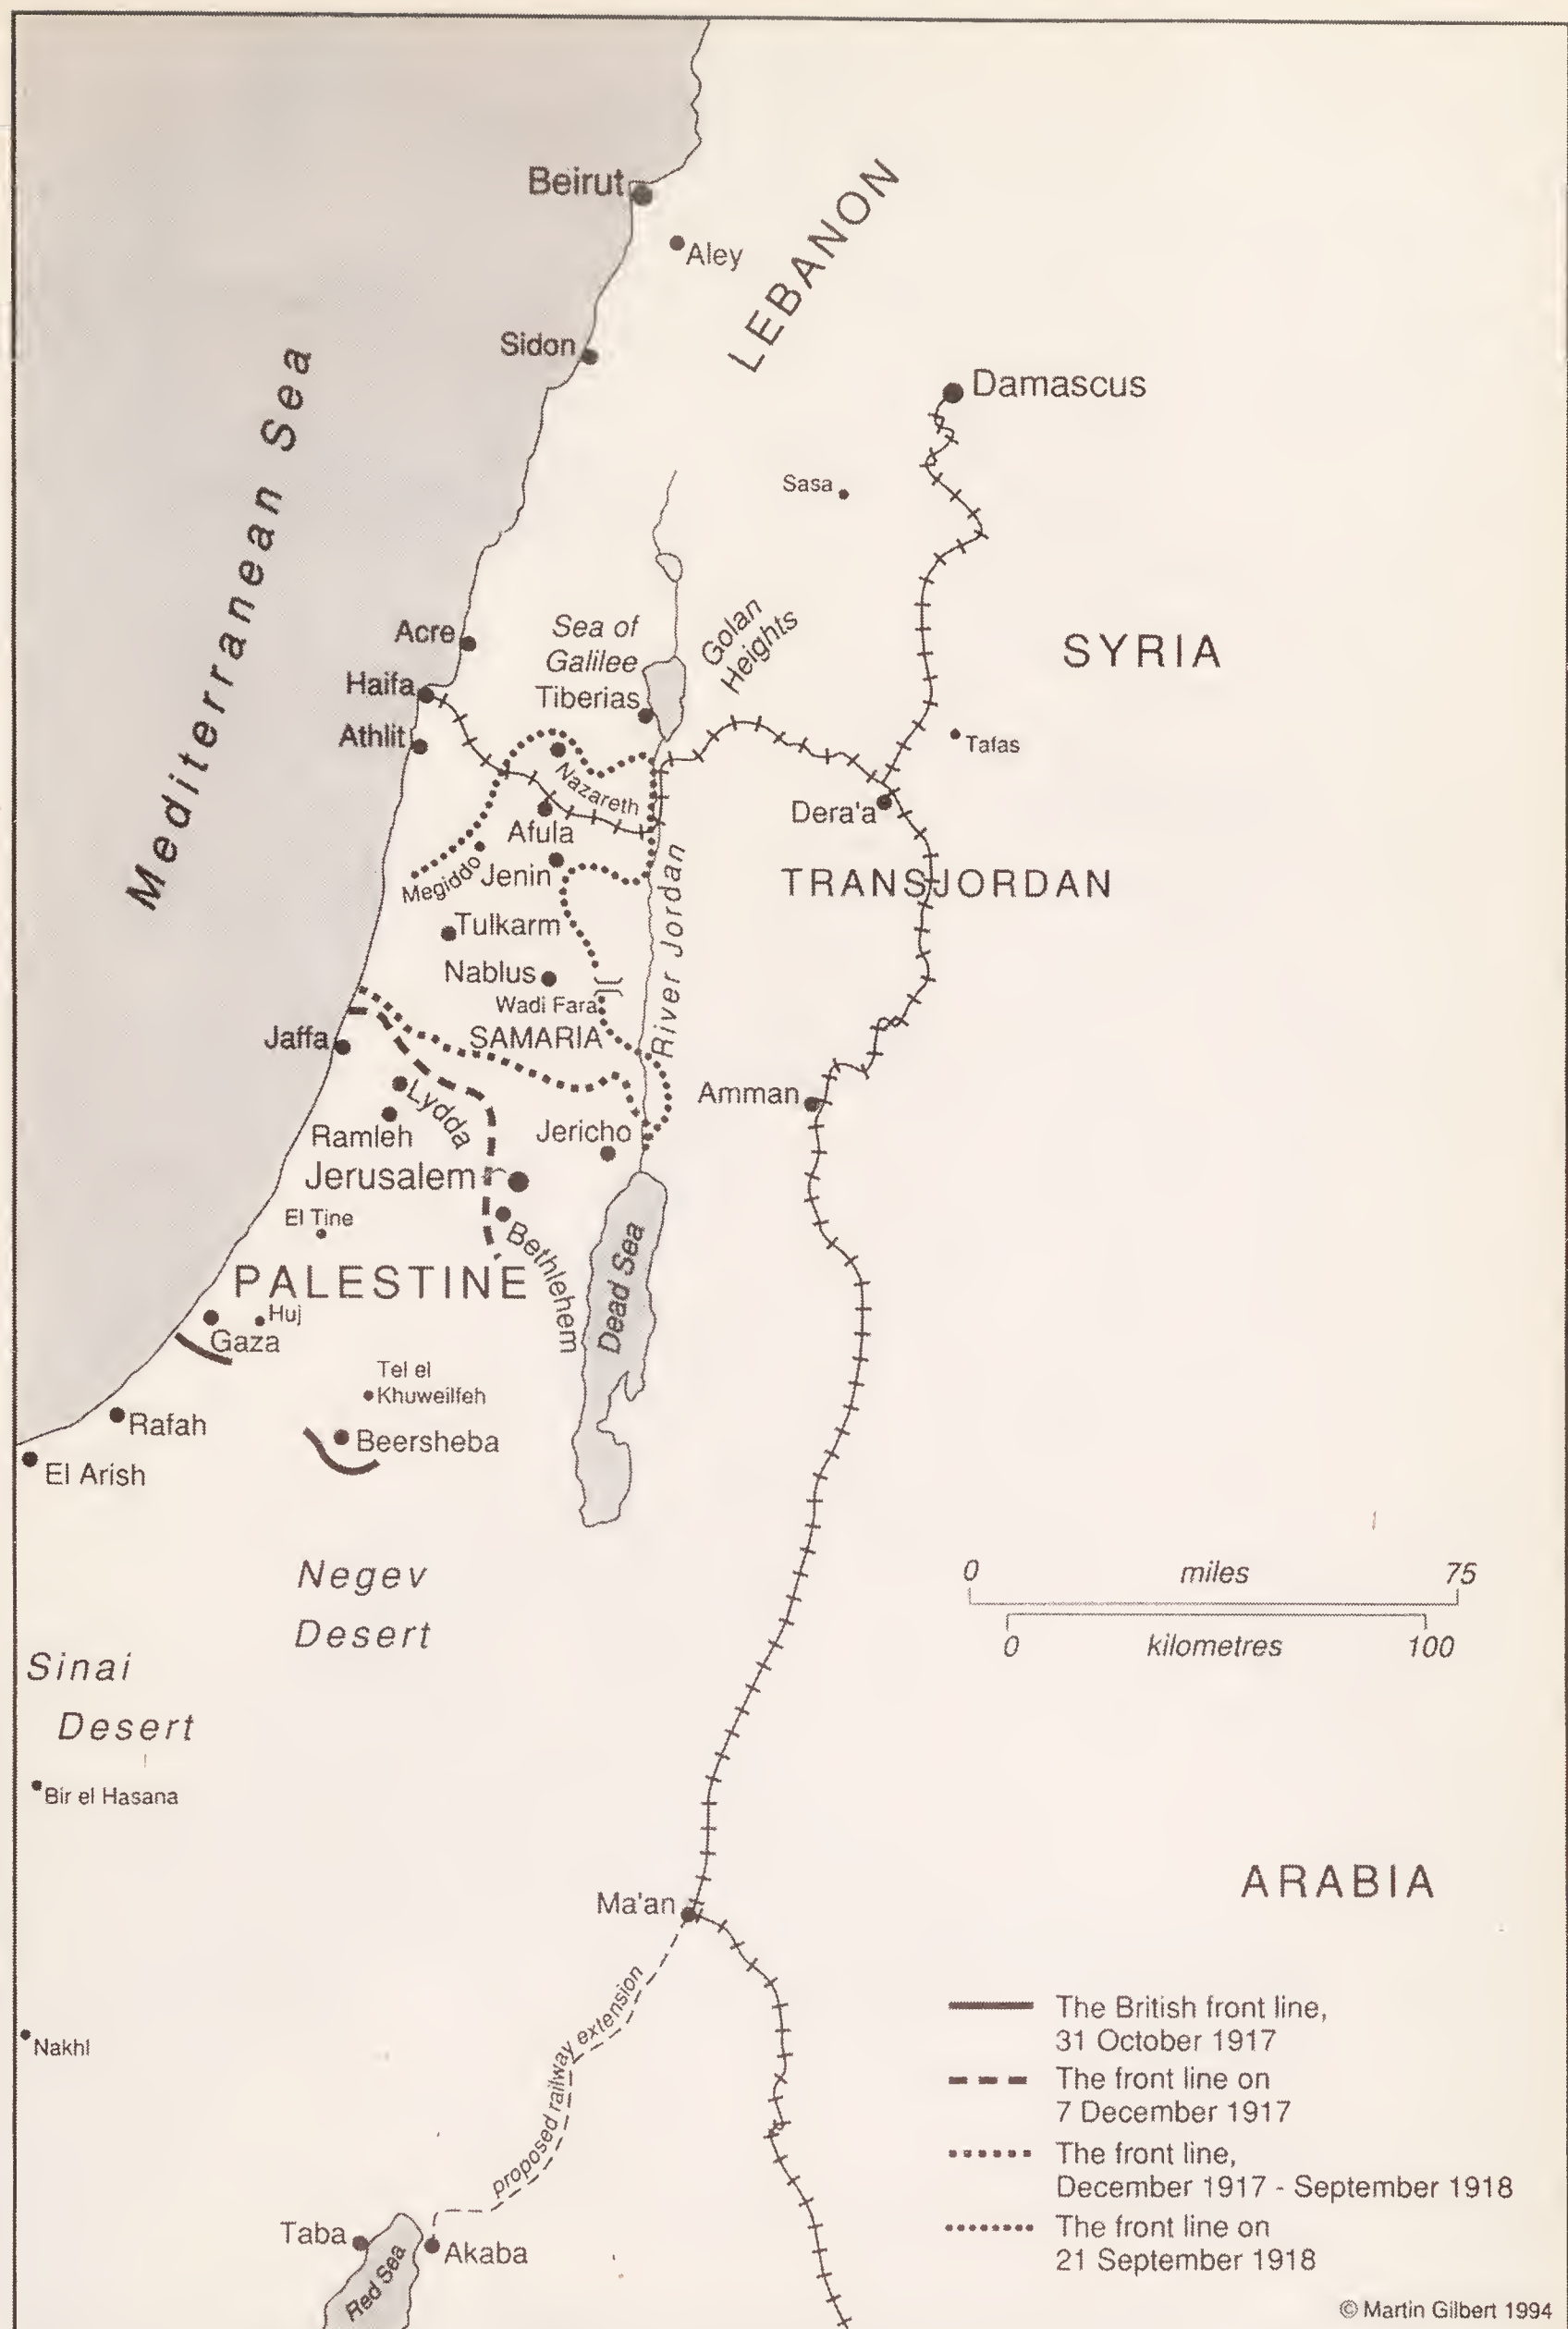 Beirut
Aley
LEBANON
Sidon
Mediterranean Sea
Damascus
Sasa
Acre
Sea of
Galilee
Golan
Heights
SYRIA
Haifa
Tiberias
Athlit
Tafas
Nazareth
Dera'a
Afula
Megiddo
Jenin
TRANSJORDAN
Tulkarm
River Jordan
Nablus
Wadi Fara
SAMARIA
Jaffa
Amman
Lydda
Ramleh
Jericho
Jerusalem
El Tine
Bethlehem
Dead Sea
PALESTINE
Huj
Gaza
Tel el
Khuweilfeh
Rafah
Beersheba
El Arish
Negev
Desert
0 miles 75
0 kilometres 100
Sinai
Desert
Bir el Hasana
ARABIA
Ma'an
proposed railway extension
Nakhl
The British front line,
31 October 1917
The front line on
7 December 1917
The front line,
December 1917 - September 1918
The front line on
21 September 1918
Taba
Akaba
Red Sea
© Martin Gilbert 1994